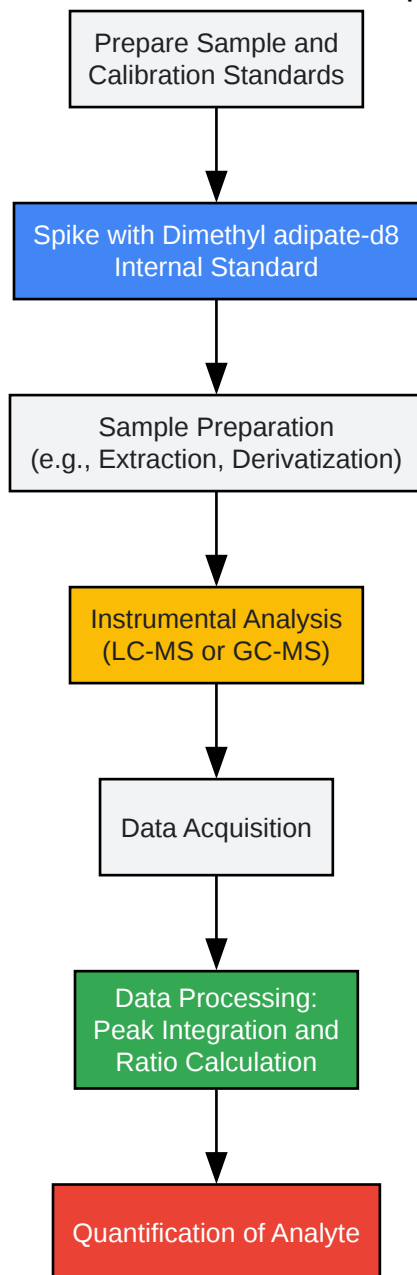 Prepare Sample and
Calibration Standards
Spike with Dimethyl adipate-d8
Internal Standard
Sample Preparation
(e.g., Extraction, Derivatization)
Instrumental Analysis
(LC-MS or GC-MS)
Data Acquisition
Data Processing:
Peak Integration and
Ratio Calculation
Quantification of Analyte